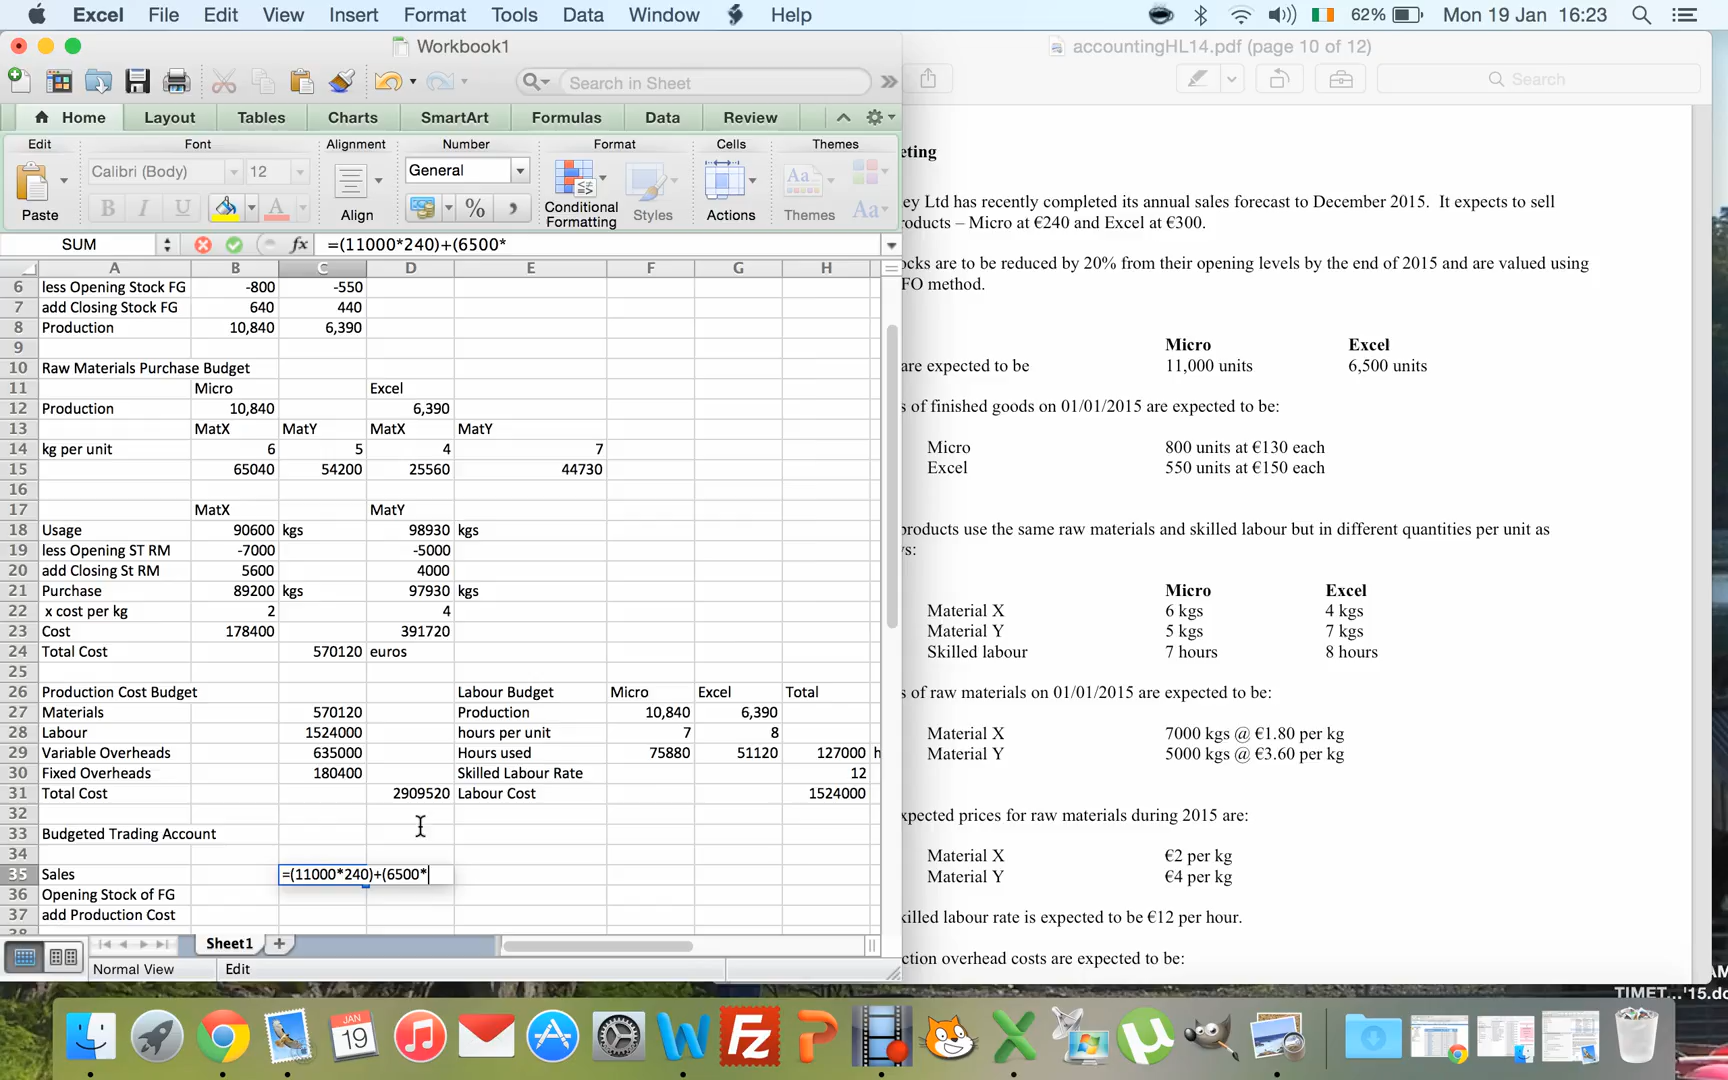 Excel File Edit View Insert Format Tools Data Window Help 62% Mon 19 Jan 16:23
Workbook1
Search in Sheet
Home Layout Tables Charts SmartArt Formulas Data Review
Edit Font Alignment Number Format Cells Themes
Calibri (Body) 12 General
Paste B I U Align % Conditional Formatting Styles Actions Themes
SUM fx =(11000*240)+(6500*
A B C D E F G H
6 less Opening Stock FG -800 -550
7 add Closing Stock FG 640 440
8 Production 10,840 6,390
9
10 Raw Materials Purchase Budget
11 Micro Excel
12 Production 10,840 6,390
13 MatX MatY MatX MatY
14 kg per unit 6 5 4 7
15 65040 54200 25560 44730
16
17 MatX MatY
18 Usage 90600 kgs 98930 kgs
19 less Opening ST RM -7000 -5000
20 add Closing St RM 5600 4000
21 Purchase 89200 kgs 97930 kgs
22 x cost per kg 2 4
23 Cost 178400 391720
24 Total Cost 570120 euros
25
26 Production Cost Budget Labour Budget Micro Excel Total
27 Materials 570120 Production 10,840 6,390
28 Labour 1524000 hours per unit 7 8
29 Variable Overheads 635000 Hours used 75880 51120 127000 h
30 Fixed Overheads 180400 Skilled Labour Rate 12
31 Total Cost 2909520 Labour Cost 1524000
32
33 Budgeted Trading Account
34
35 Sales =(11000*240)+(6500*
36 Opening Stock of FG
37 add Production Cost
Sheet1
Normal View Edit
accountingHL14.pdf (page 10 of 12)
Search
eting
ey Ltd has recently completed its annual sales forecast to December 2015. It expects to sell
oducts – Micro at €240 and Excel at €300.
ocks are to be reduced by 20% from their opening levels by the end of 2015 and are valued using
FO method.
Micro Excel
are expected to be 11,000 units 6,500 units
s of finished goods on 01/01/2015 are expected to be:
Micro 800 units at €130 each
Excel 550 units at €150 each
products use the same raw materials and skilled labour but in different quantities per unit as
vs:
Micro Excel
Material X 6 kgs 4 kgs
Material Y 5 kgs 7 kgs
Skilled labour 7 hours 8 hours
s of raw materials on 01/01/2015 are expected to be:
Material X 7000 kgs @ €1.80 per kg
Material Y 5000 kgs @ €3.60 per kg
xpected prices for raw materials during 2015 are:
Material X €2 per kg
Material Y €4 per kg
killed labour rate is expected to be €12 per hour.
ction overhead costs are expected to be:
TIMET...'15.do
JAN
19